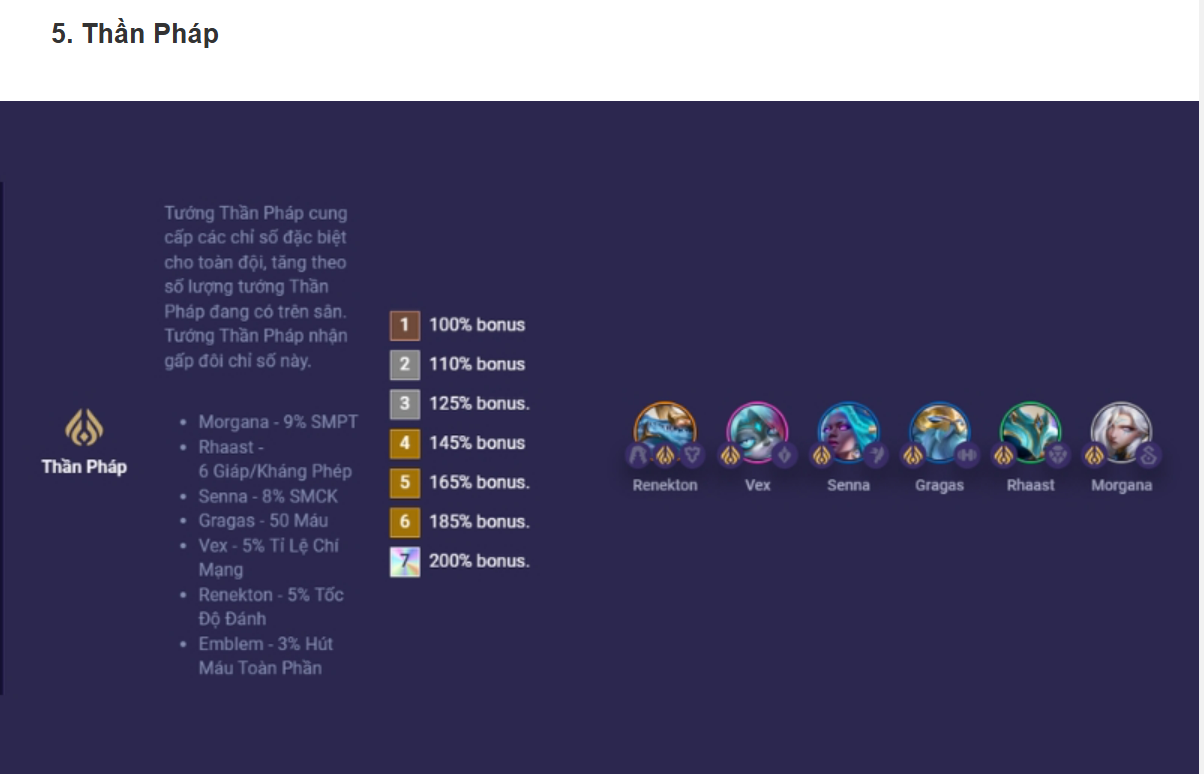 5. Thần Pháp
Tướng Thần Pháp cung
cấp các chỉ số đặc biệt
cho toàn đội, tăng theo
số lượng tướng Thần
Pháp đang có trên sân.
Tướng Thần Pháp nhận
gấp đôi chỉ số này.
Thần Pháp
• Morgana - 9% SMPT
• Rhaast -
6 Giáp/Kháng Phép
• Senna - 8% SMCK
• Gragas - 50 Máu
• Vex - 5% Tỉ Lệ Chí
Mạng
• Renekton - 5% Tốc
Độ Đánh
• Emblem - 3% Hút
Máu Toàn Phần
1 100% bonus
2 110% bonus
3 125% bonus.
4 145% bonus
5 165% bonus.
6 185% bonus.
7 200% bonus.
Renekton Vex Senna Gragas Rhaast Morgana